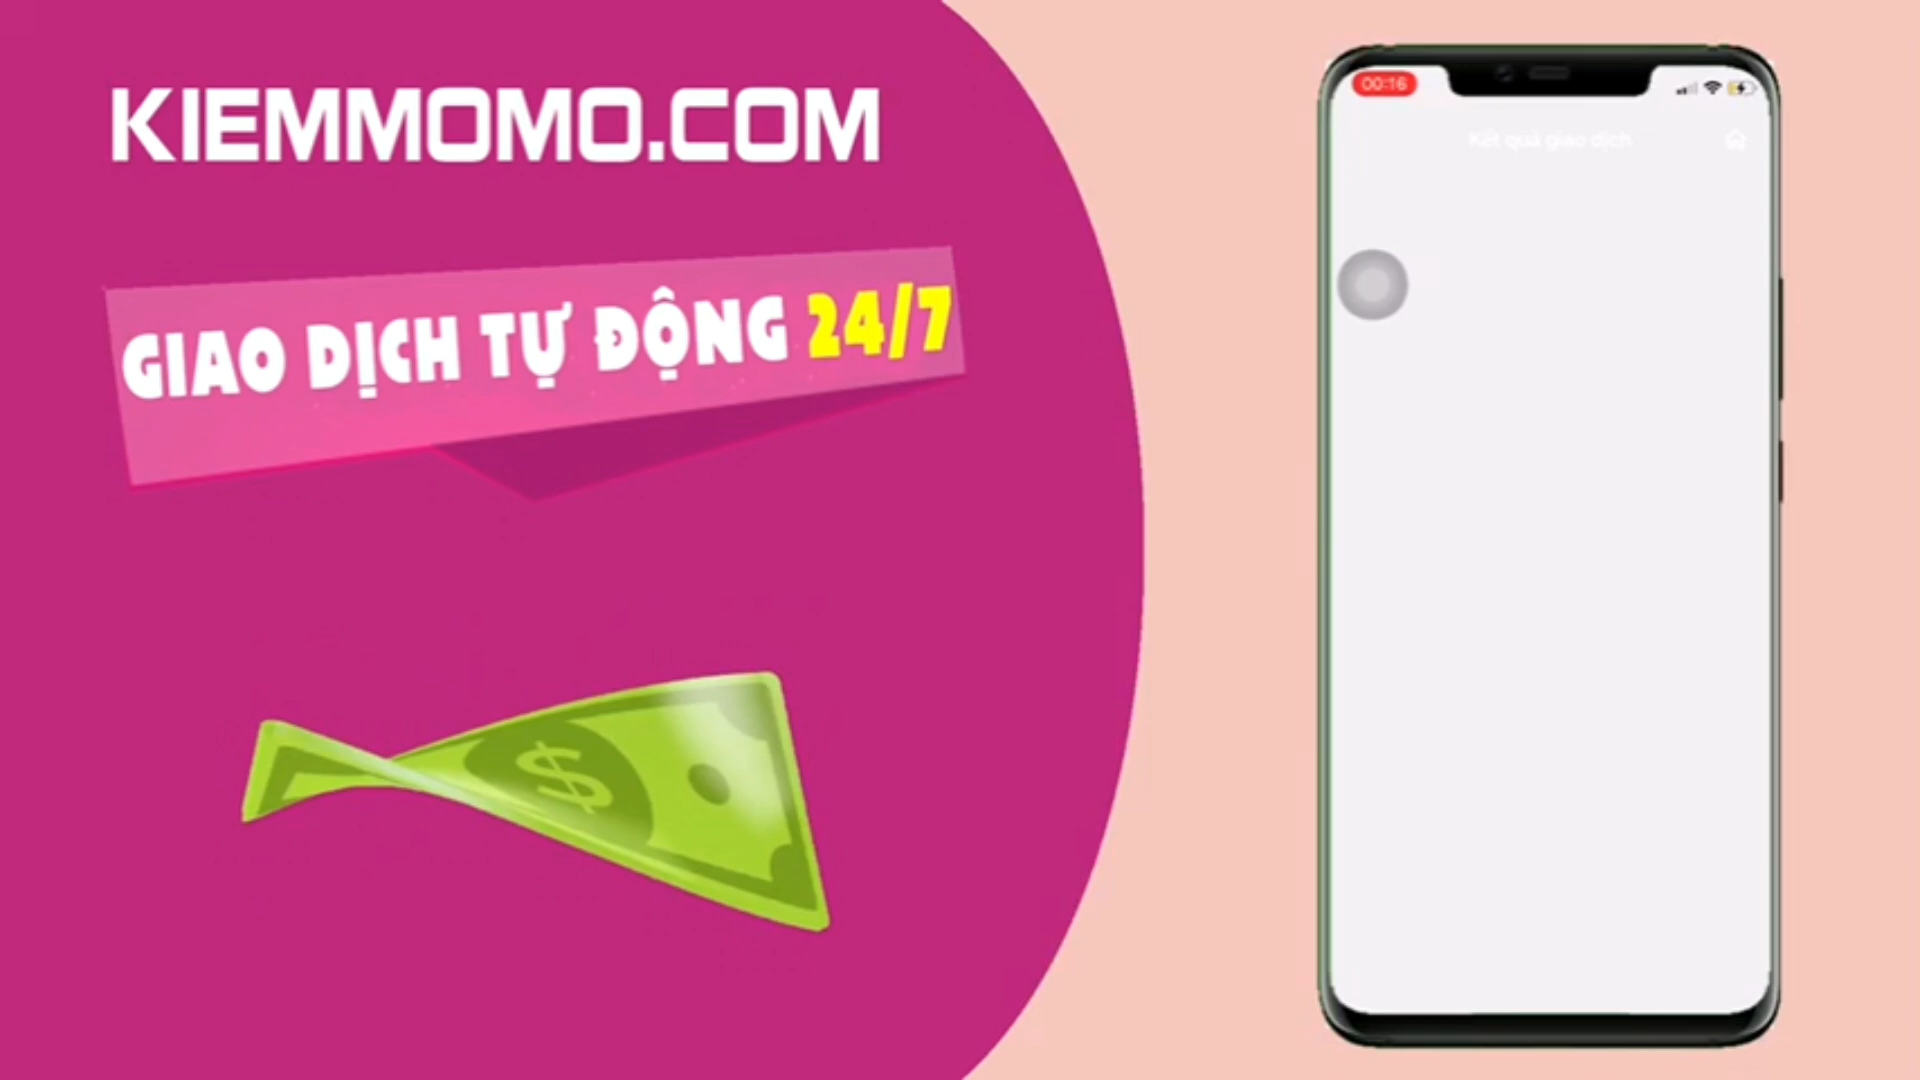 KIEMMOMO.COM
GIAO DỊCH TỰ ĐỘNG 24/7
$
00:16
Kết quả giao dịch